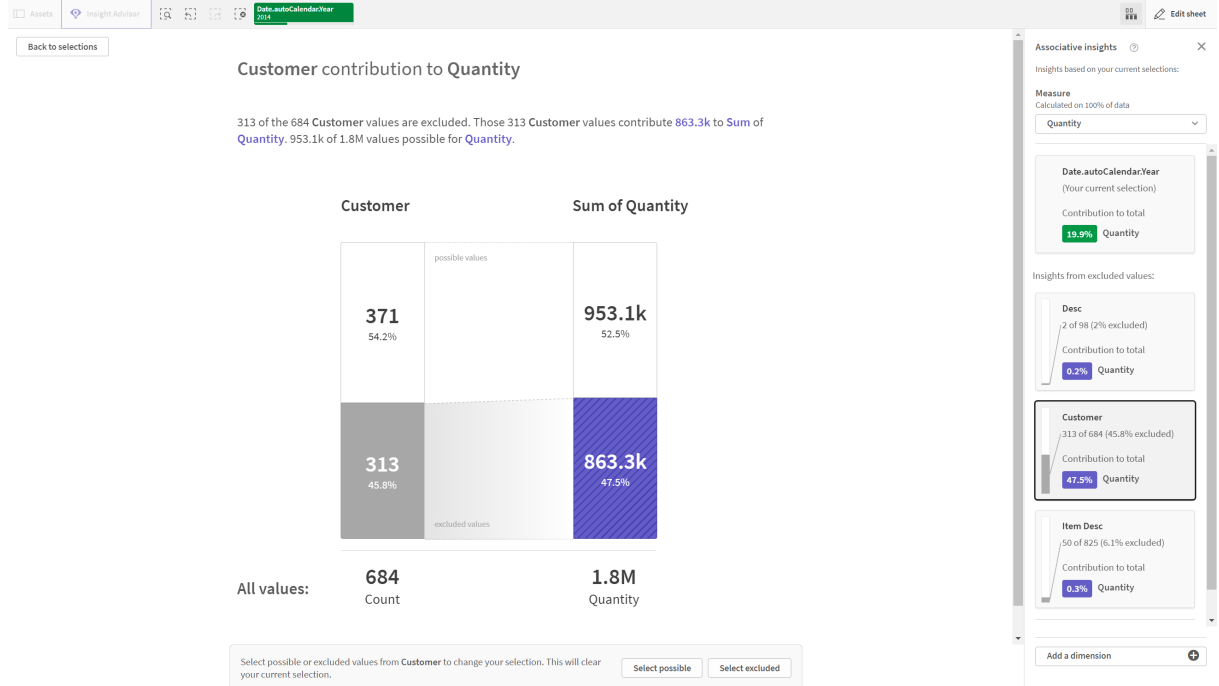 Assets
Insight Advisor
Date.autoCalendar.Year
2014
Edit sheet
Back to selections
Customer contribution to Quantity
313 of the 684 Customer values are excluded. Those 313 Customer values contribute 863.3k to Sum of
Quantity. 953.1k of 1.8M values possible for Quantity.
Customer
Sum of Quantity
possible values
371
54.2%
953.1k
52.5%
313
45.8%
863.3k
47.5%
excluded values
All values:
684
Count
1.8M
Quantity
Select possible or excluded values from Customer to change your selection. This will clear
your current selection.
Select possible
Select excluded
Associative insights
Insights based on your current selections:
Measure
Calculated on 100% of data
Quantity
Date.autoCalendar.Year
(Your current selection)
Contribution to total
19.9% Quantity
Insights from excluded values:
Desc
2 of 98 (2% excluded)
Contribution to total
0.2% Quantity
Customer
313 of 684 (45.8% excluded)
Contribution to total
47.5% Quantity
Item Desc
50 of 825 (6.1% excluded)
Contribution to total
0.3% Quantity
Add a dimension